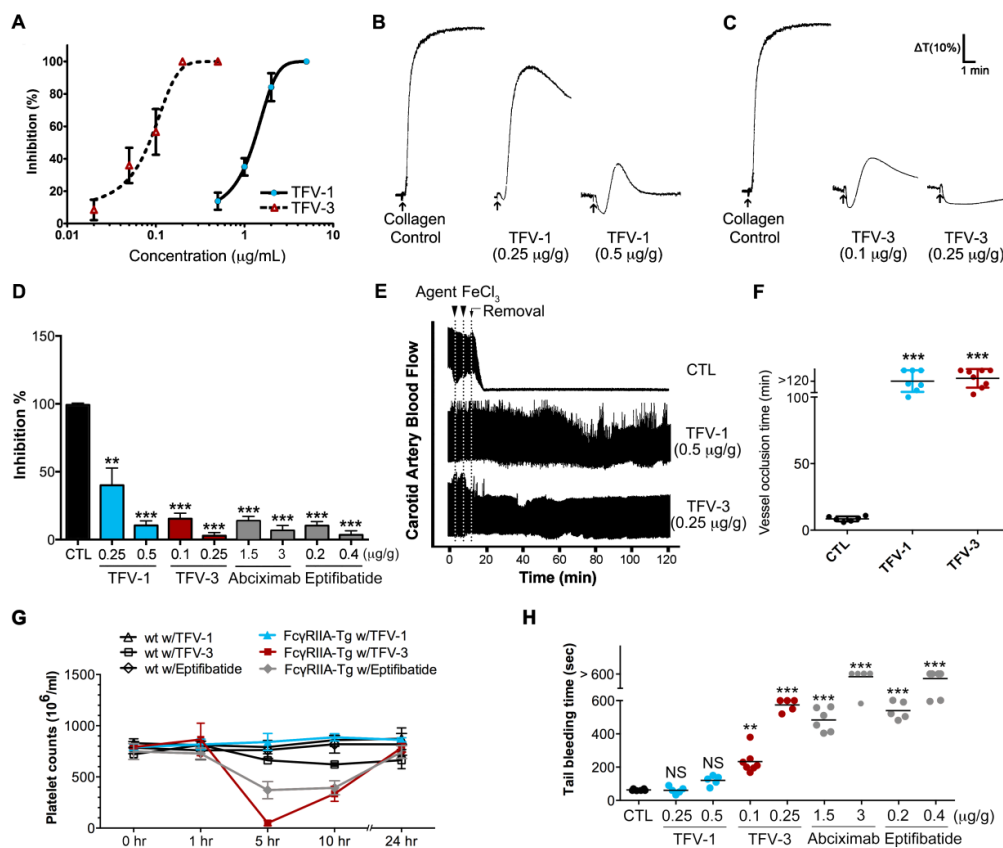 A
Inhibition (%)
100
80
60
40
20
0
0.01
0.1
1
10
Concentration (μg/mL)
TFV-1
TFV-3
B
Collagen
Control
TFV-1
(0.25 μg/g)
TFV-1
(0.5 μg/g)
C
ΔT(10%)
1 min
Collagen
Control
TFV-3
(0.1 μg/g)
TFV-3
(0.25 μg/g)
D
Inhibition %
150
100
50
0
CTL
0.25 0.5 0.1 0.25 1.5 3 0.2 0.4 (μg/g)
TFV-1 TFV-3 Abciximab Eptifibatide
** *** *** *** *** *** *** ***
E
Agent FeCl3
Removal
Carotid Artery Blood Flow
CTL
TFV-1
(0.5 μg/g)
TFV-3
(0.25 μg/g)
0 20 40 60 80 100 120
Time (min)
F
Vessel occlusion time (min)
>120
50
0
*** ***
CTL
TFV-1
TFV-3
G
wt w/TFV-1
wt w/TFV-3
wt w/Eptifibatide
FcγRIIA-Tg w/TFV-1
FcγRIIA-Tg w/TFV-3
FcγRIIA-Tg w/Eptifibatide
Platelet counts (10⁶/ml)
1500
1000
500
0
0 hr 1 hr 5 hr 10 hr 24 hr
H
Tail bleeding time (sec)
> 600
600
400
200
0
NS NS ** *** *** *** *** ***
CTL 0.25 0.5 0.1 0.25 1.5 3 0.2 0.4 (μg/g)
TFV-1 TFV-3 Abciximab Eptifibatide